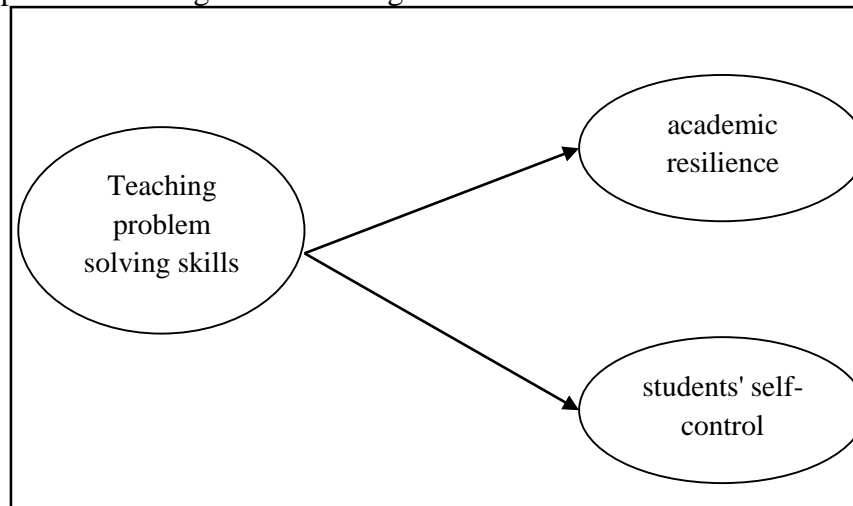 Teaching
problem
solving skills
academic
resilience
students' self-
control